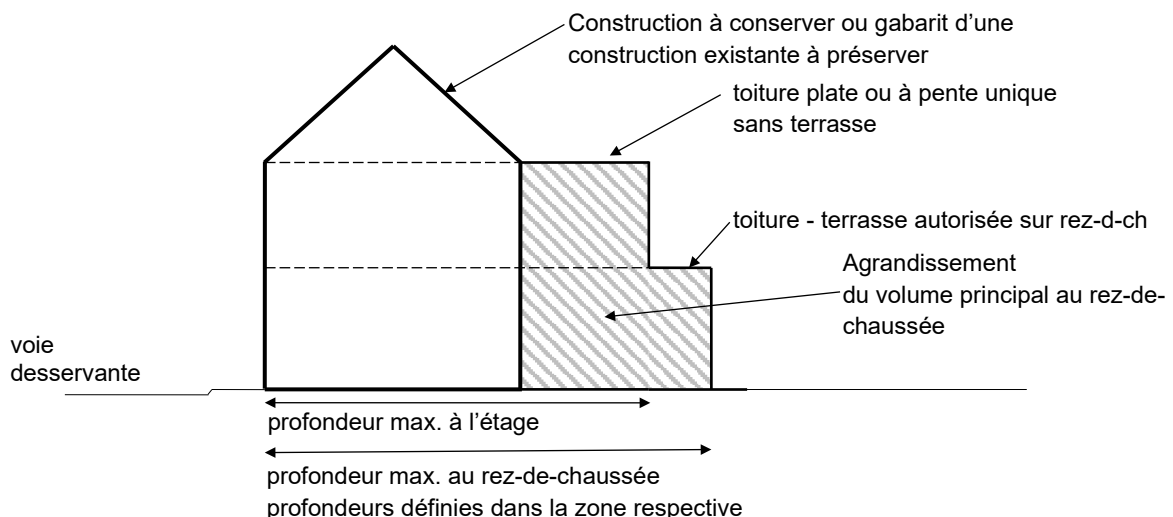 Construction à conserver ou gabarit d’une
construction existante à préserver
toiture plate ou à pente unique
sans terrasse
toiture - terrasse autorisée sur rez-d-ch
Agrandissement
du volume principal au rez-de-
chaussée
voie
desservante
profondeur max. à l’étage
profondeur max. au rez-de-chaussée
profondeurs définies dans la zone respective